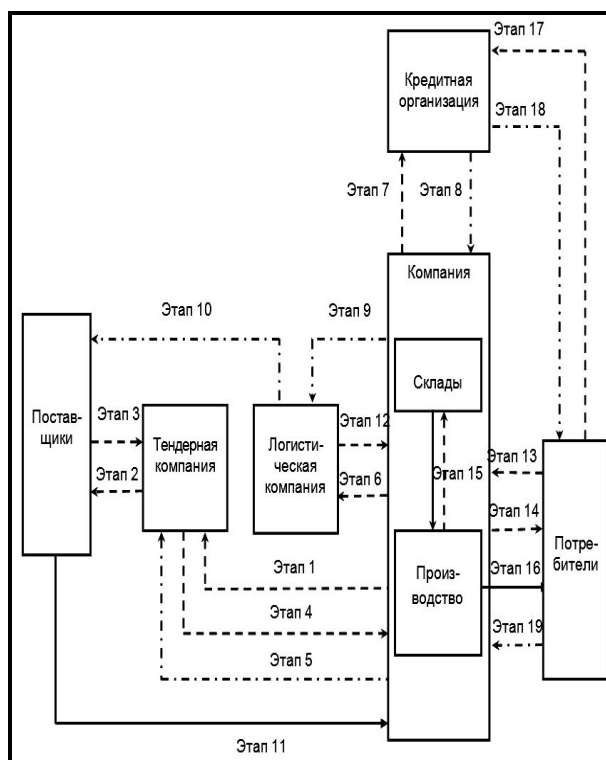 Этап 17
Кредитная
организация
Этап 18
Этап 7
Этап 8
Компания
Этап 10
Этап 9
Склады
Постав-
щики
Этап 3
Этап 2
Тендерная
компания
Логисти-
ческая
компания
Этап 12
Этап 6
Этап 15
Этап 13
Этап 14
Этап 1
Произ-
водство
Этап 16
Потре-
бители
Этап 4
Этап 19
Этап 5
Этап 11